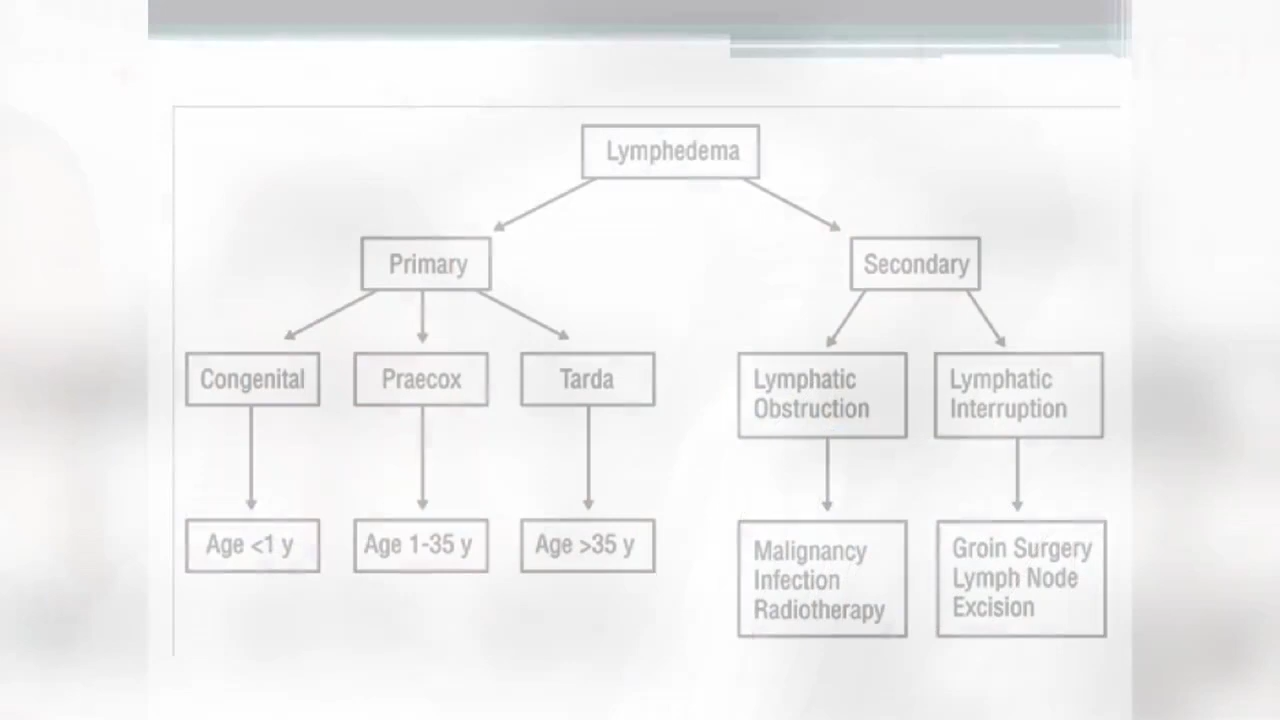 Lymphedema
Primary
Secondary
Congenital
Praecox
Tarda
Lymphatic
Obstruction
Lymphatic
Interruption
Age <1 y
Age 1-35 y
Age >35 y
Malignancy
Infection
Radiotherapy
Groin Surgery
Lymph Node
Excision